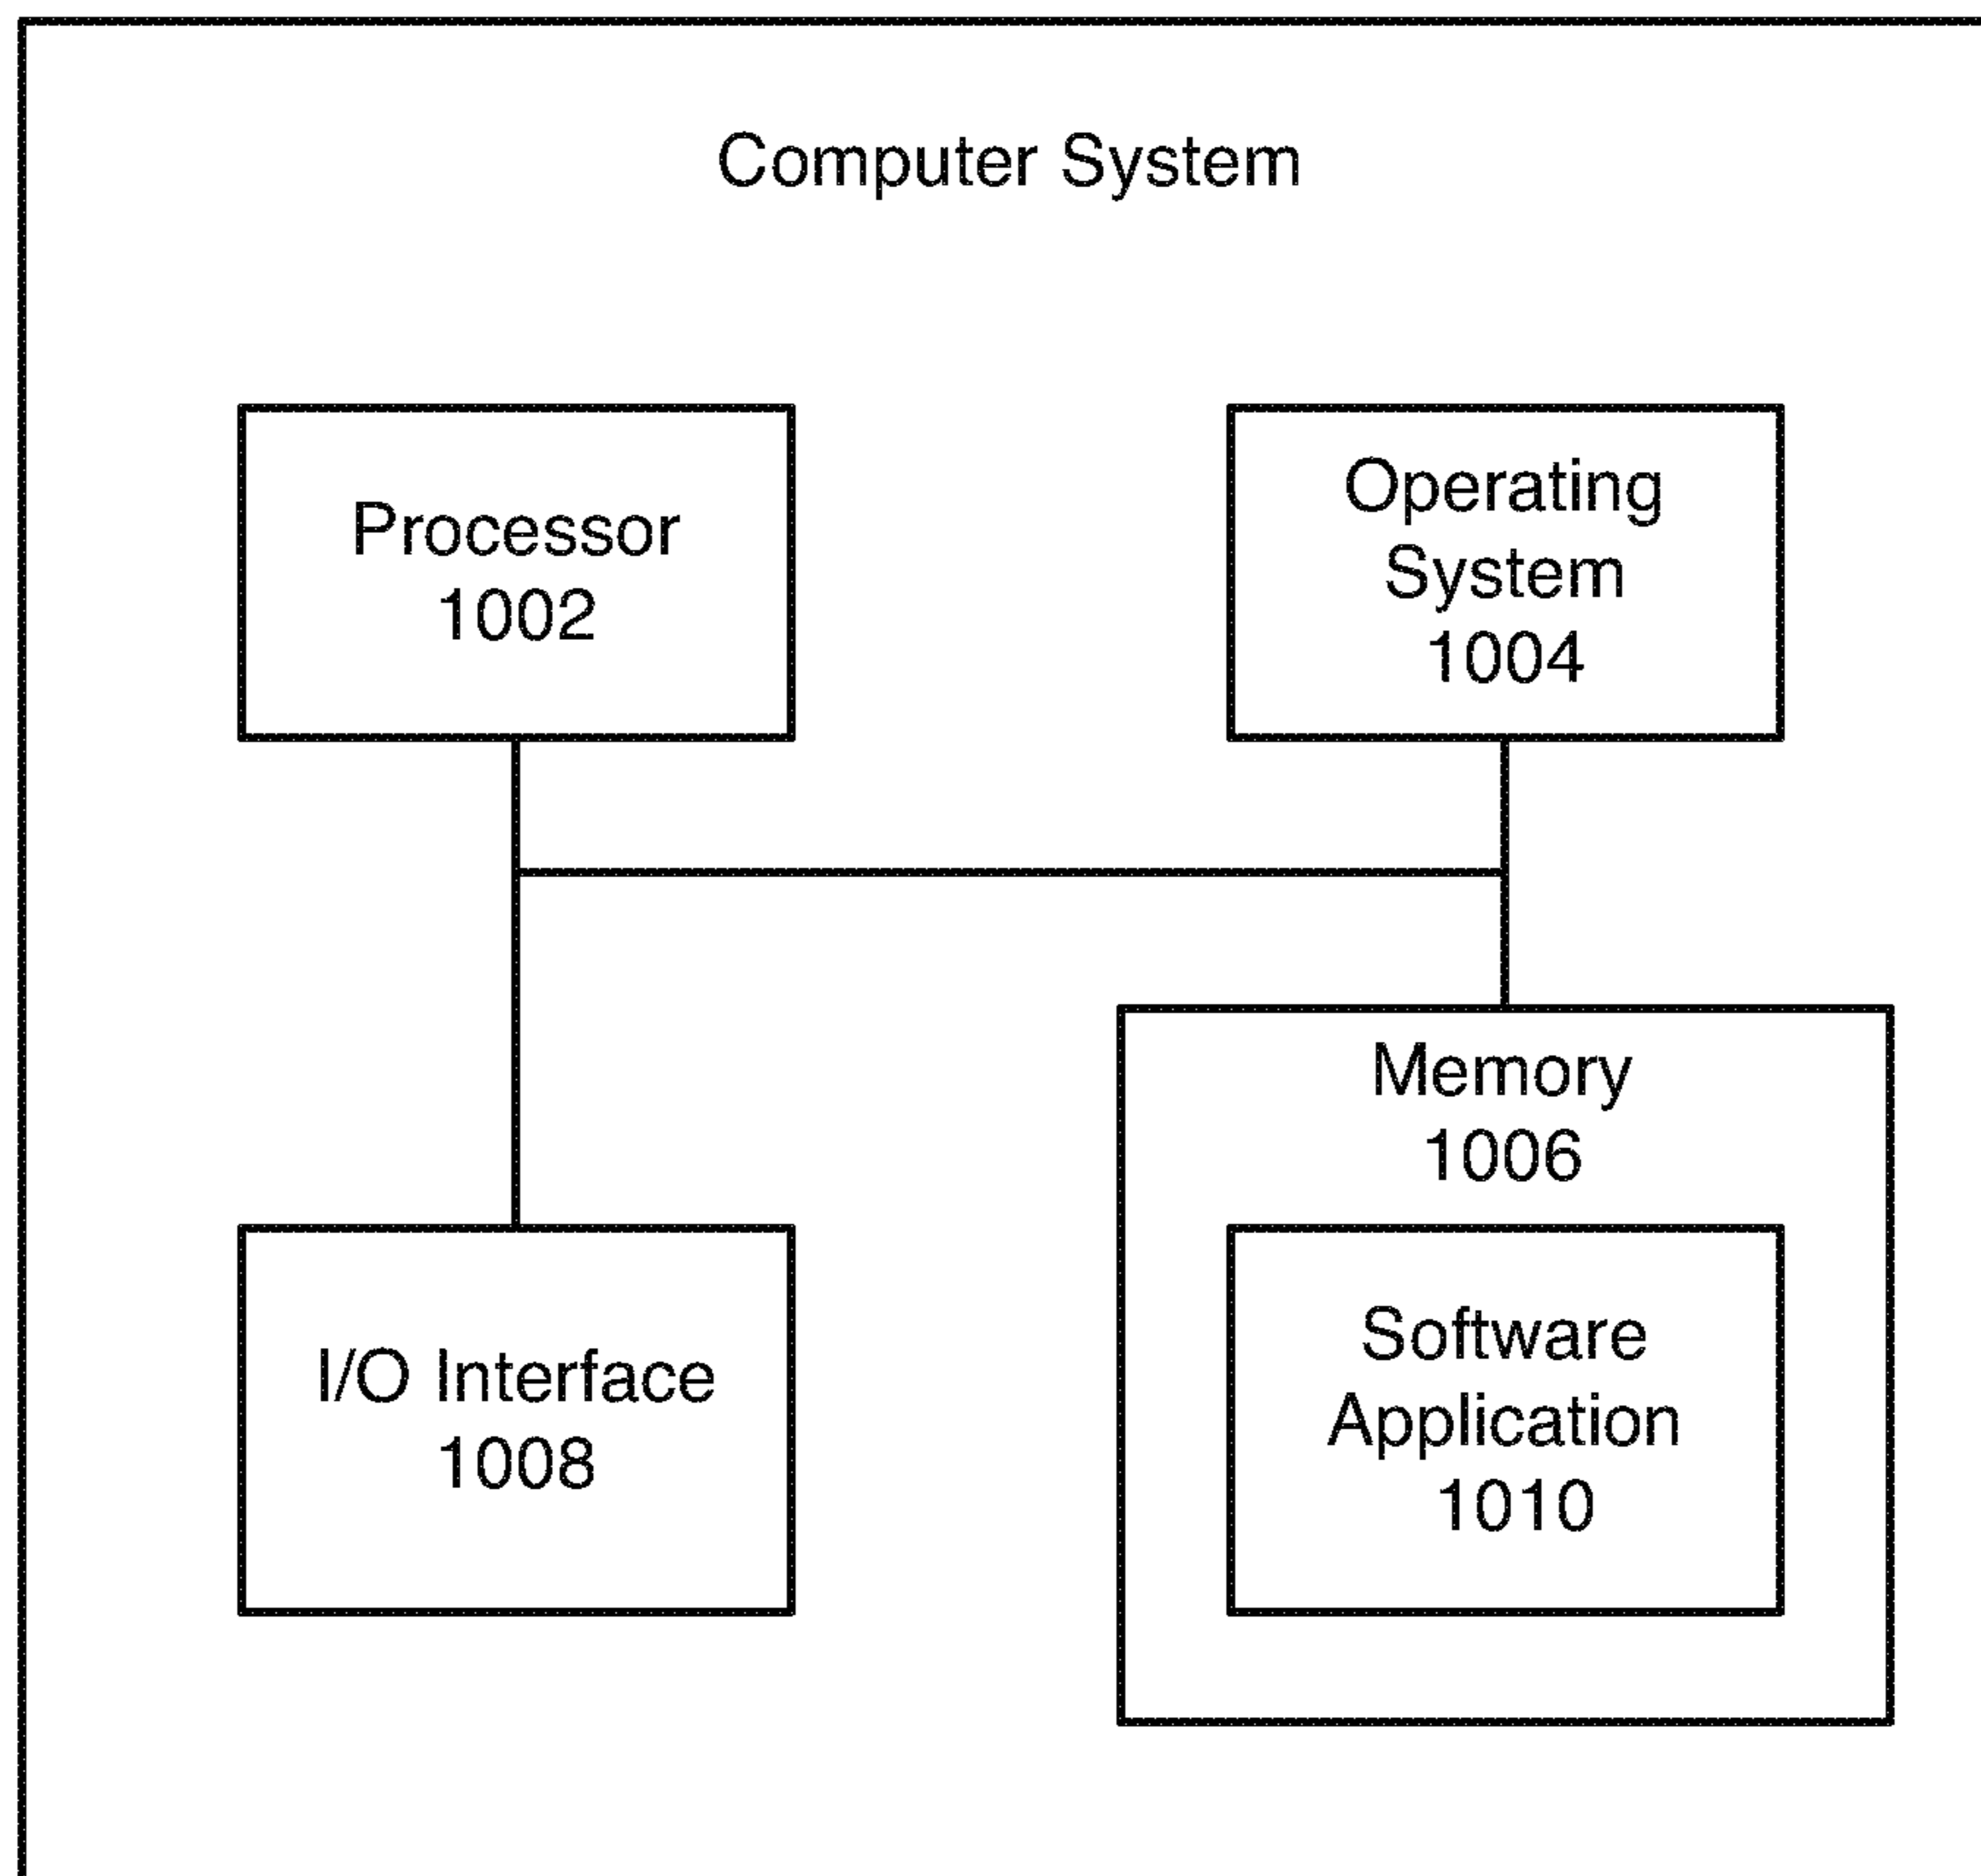 Computer System
Processor
1002
Operating
System
1004
Memory
1006
I/O Interface
1008
Software
Application
1010